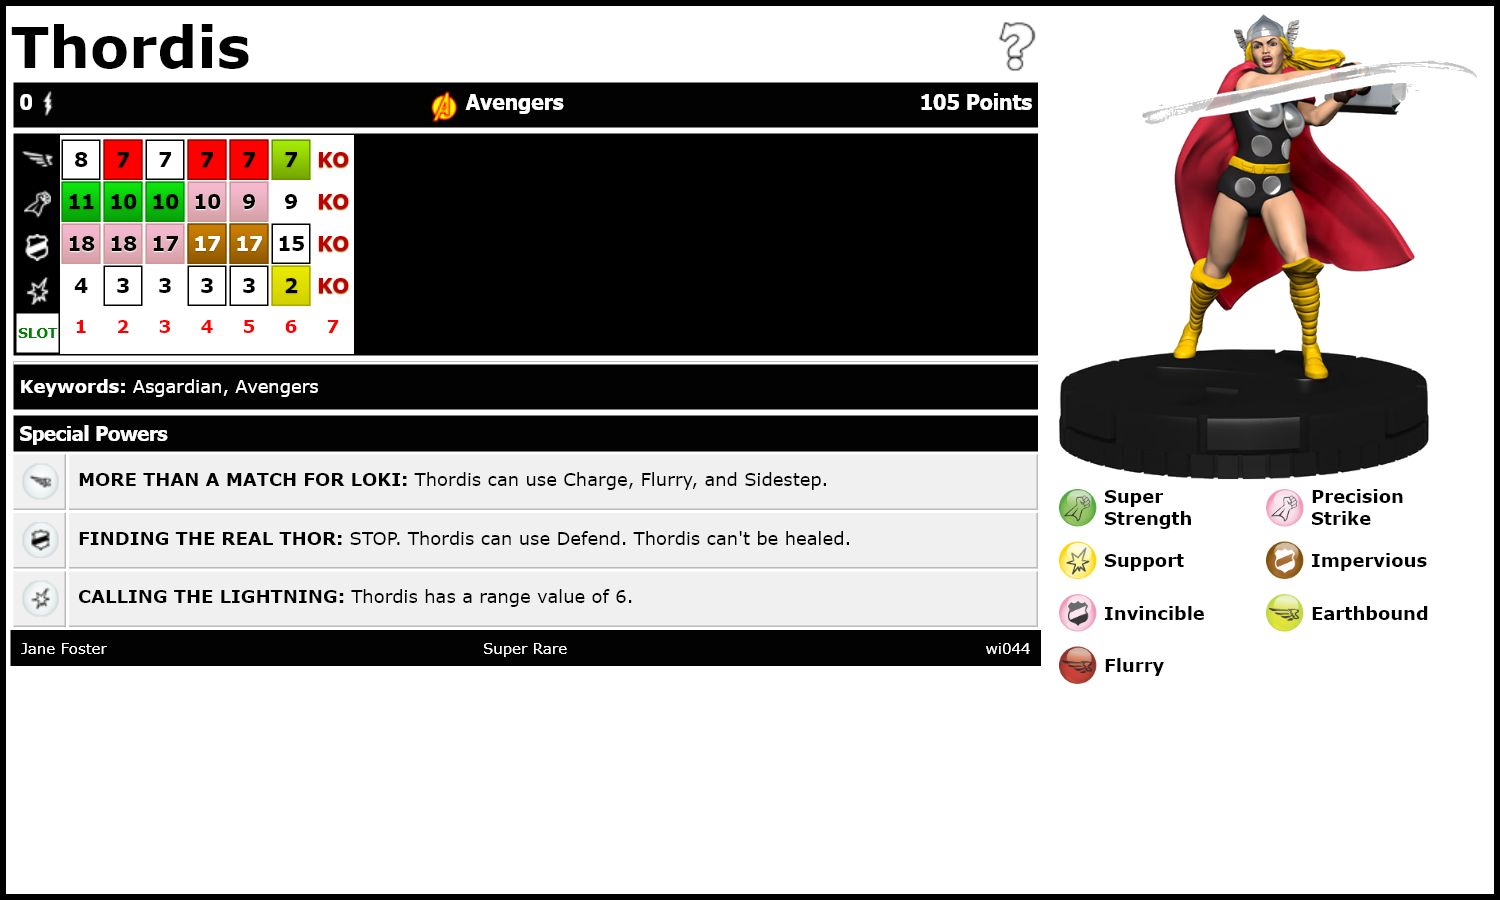 Thordis
0 Avengers 105 Points
8 7 7 7 7 7 KO
11 10 10 10 9 9 KO
18 18 17 17 17 15 KO
4 3 3 3 3 2 KO
SLOT 1 2 3 4 5 6 7
Keywords: Asgardian, Avengers
Special Powers
MORE THAN A MATCH FOR LOKI: Thordis can use Charge, Flurry, and Sidestep.
FINDING THE REAL THOR: STOP. Thordis can use Defend. Thordis can't be healed.
CALLING THE LIGHTNING: Thordis has a range value of 6.
Jane Foster Super Rare wi044
Super
Strength
Precision
Strike
Support
Impervious
Invincible
Earthbound
Flurry